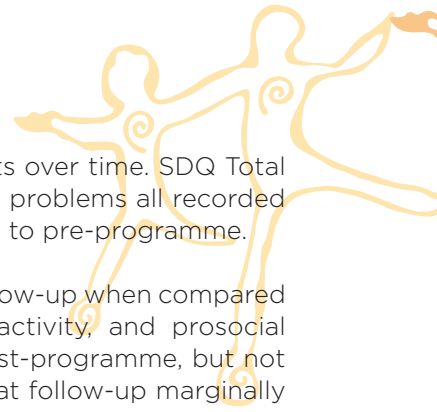 ts over time. SDQ Total
problems all recorded
to pre-programme.
low-up when compared
activity, and prosocial
st-programme, but not
at follow-up marginally